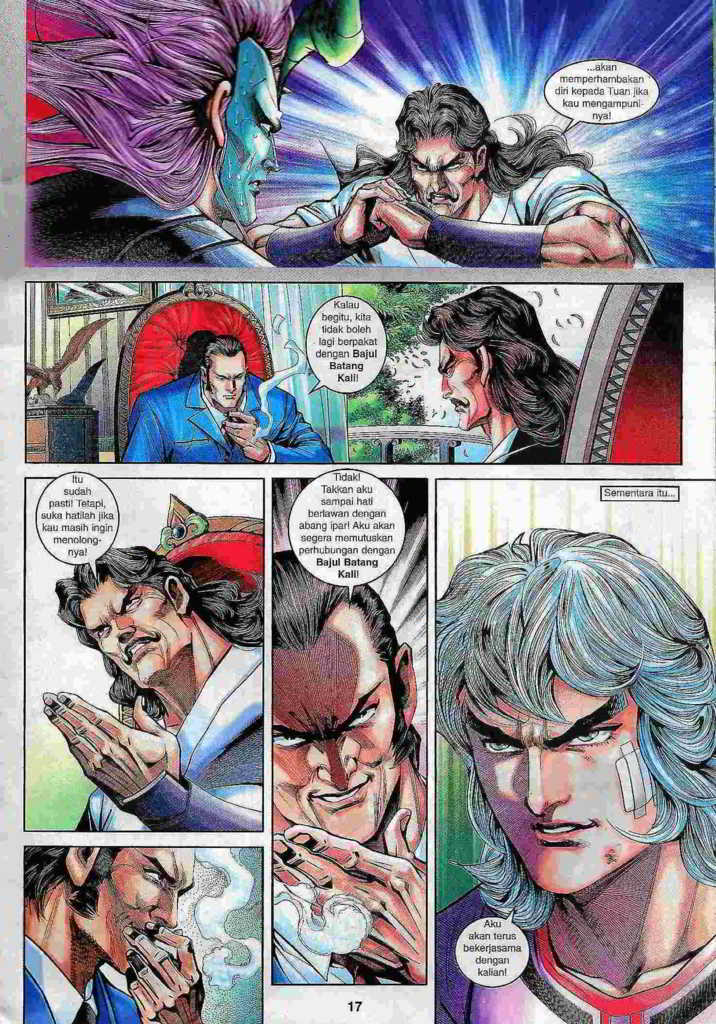 ...akan
memperhambakan
diri kepada Tuan jika
kau mengampuni-
nya!
Kalau
begitu, kita
tidak boleh
lagi berpakat
dengan Bajul
Batang
Kali!
Itu
sudah
pasti! Tetapi,
suka hatilah jika
kau masih ingin
menolong-
nya!
Tidak!
Takkan aku
sampai hati
berlawan dengan
abang ipar! Aku akan
segera memutuskan
perhubungan dengan
Bajul Batang
Kali!
Sementara itu...
Aku
akan terus
bekerjasama
dengan
kalian!
17